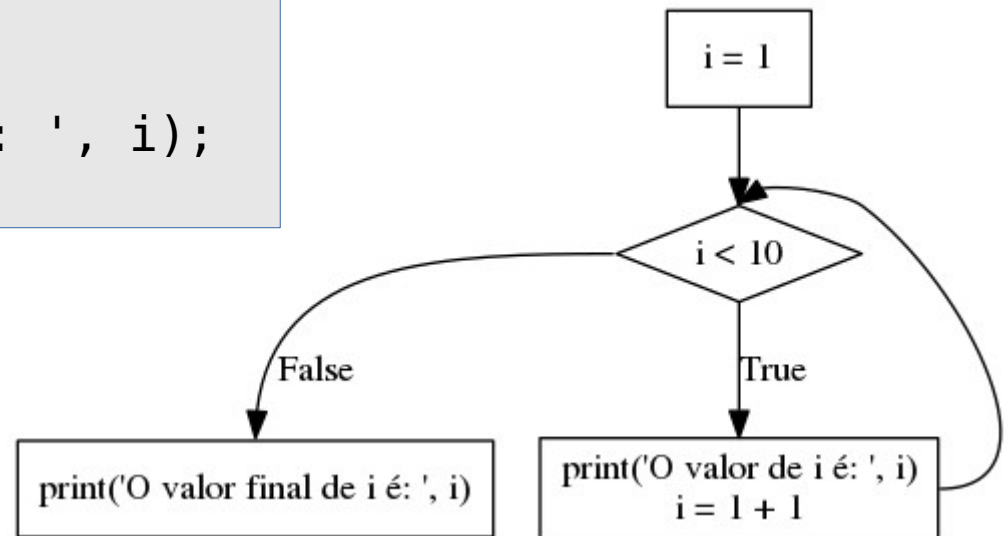 : ', i);
i = 1
i < 10
False
True
print('O valor final de i é: ', i)
print('O valor de i é: ', i)
i = 1 + 1